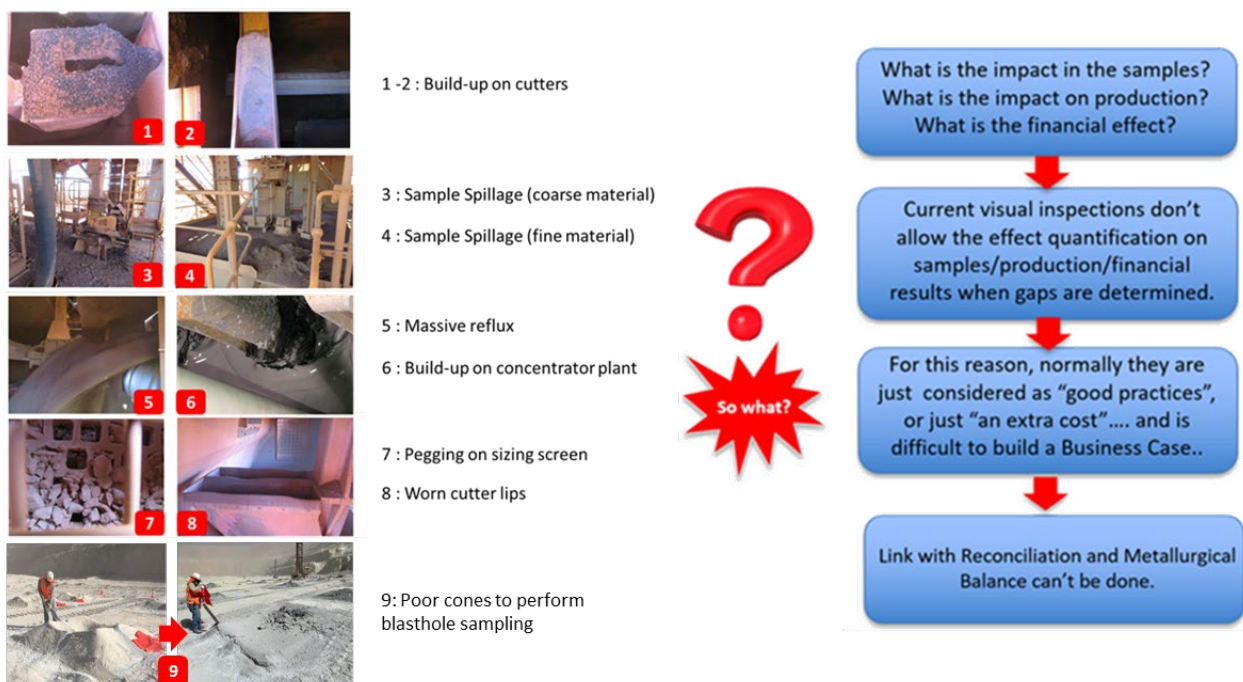 1
2
1 -2 : Build-up on cutters
3
4
3 : Sample Spillage (coarse material)
4 : Sample Spillage (fine material)
5
6
5 : Massive reflux
6 : Build-up on concentrator plant
7
8
7 : Pegging on sizing screen
8 : Worn cutter lips
9
9: Poor cones to perform
blasthole sampling
?
So what?
What is the impact in the samples?
What is the impact on production?
What is the financial effect?
Current visual inspections don't
allow the effect quantification on
samples/production/financial
results when gaps are determined.
For this reason, normally they are
just considered as “good practices”,
or just “an extra cost”.... and is
difficult to build a Business Case..
Link with Reconciliation and Metallurgical
Balance can't be done.